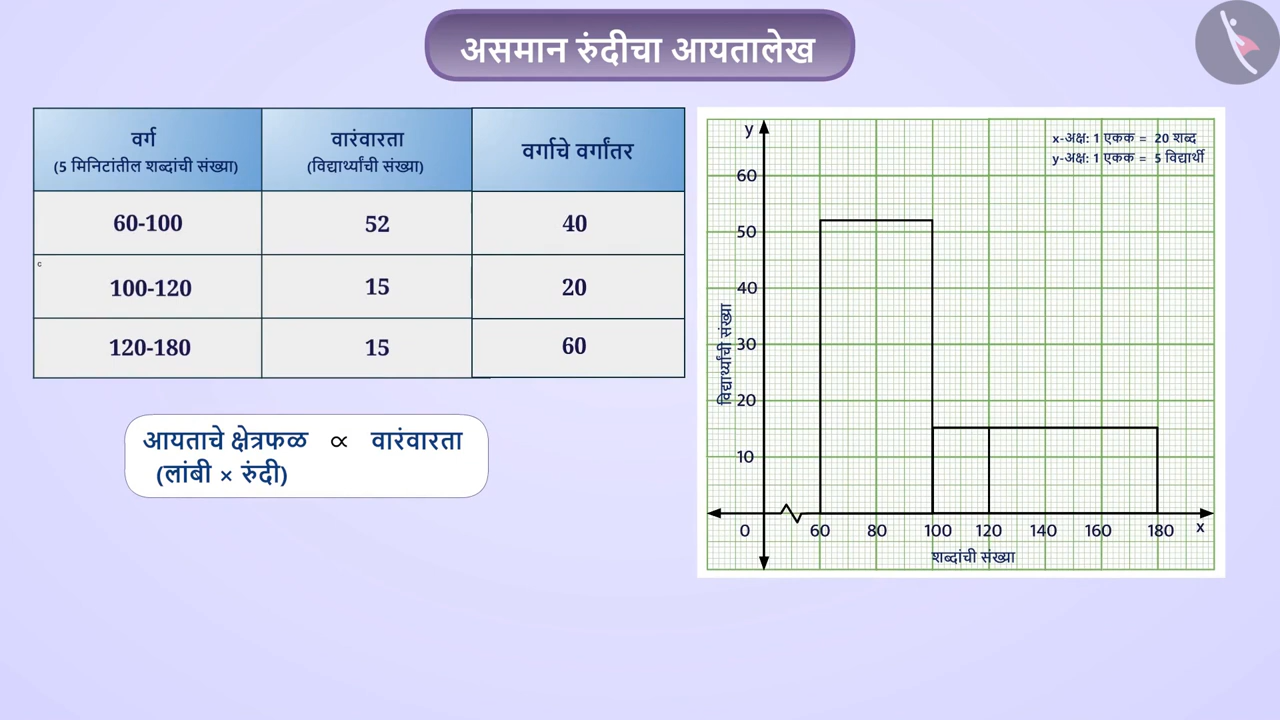 असमान रुंदीचा आयतालेख
वर्ग
(5 मिनिटांतील शब्दांची संख्या)
वारंवारता
(विद्यार्थ्यांची संख्या)
वर्गाचे वर्गांतर
60-100 52 40
c
100-120 15 20
120-180 15 60
आयताचे क्षेत्रफळ ∝ वारंवारता
(लांबी × रुंदी)
y
x-अक्ष: 1 एकक = 20 शब्द
y-अक्ष: 1 एकक = 5 विद्यार्थी
60
50
40
30
20
10
विद्यार्थ्यांची संख्या
0 60 80 100 120 140 160 180 x
शब्दांची संख्या